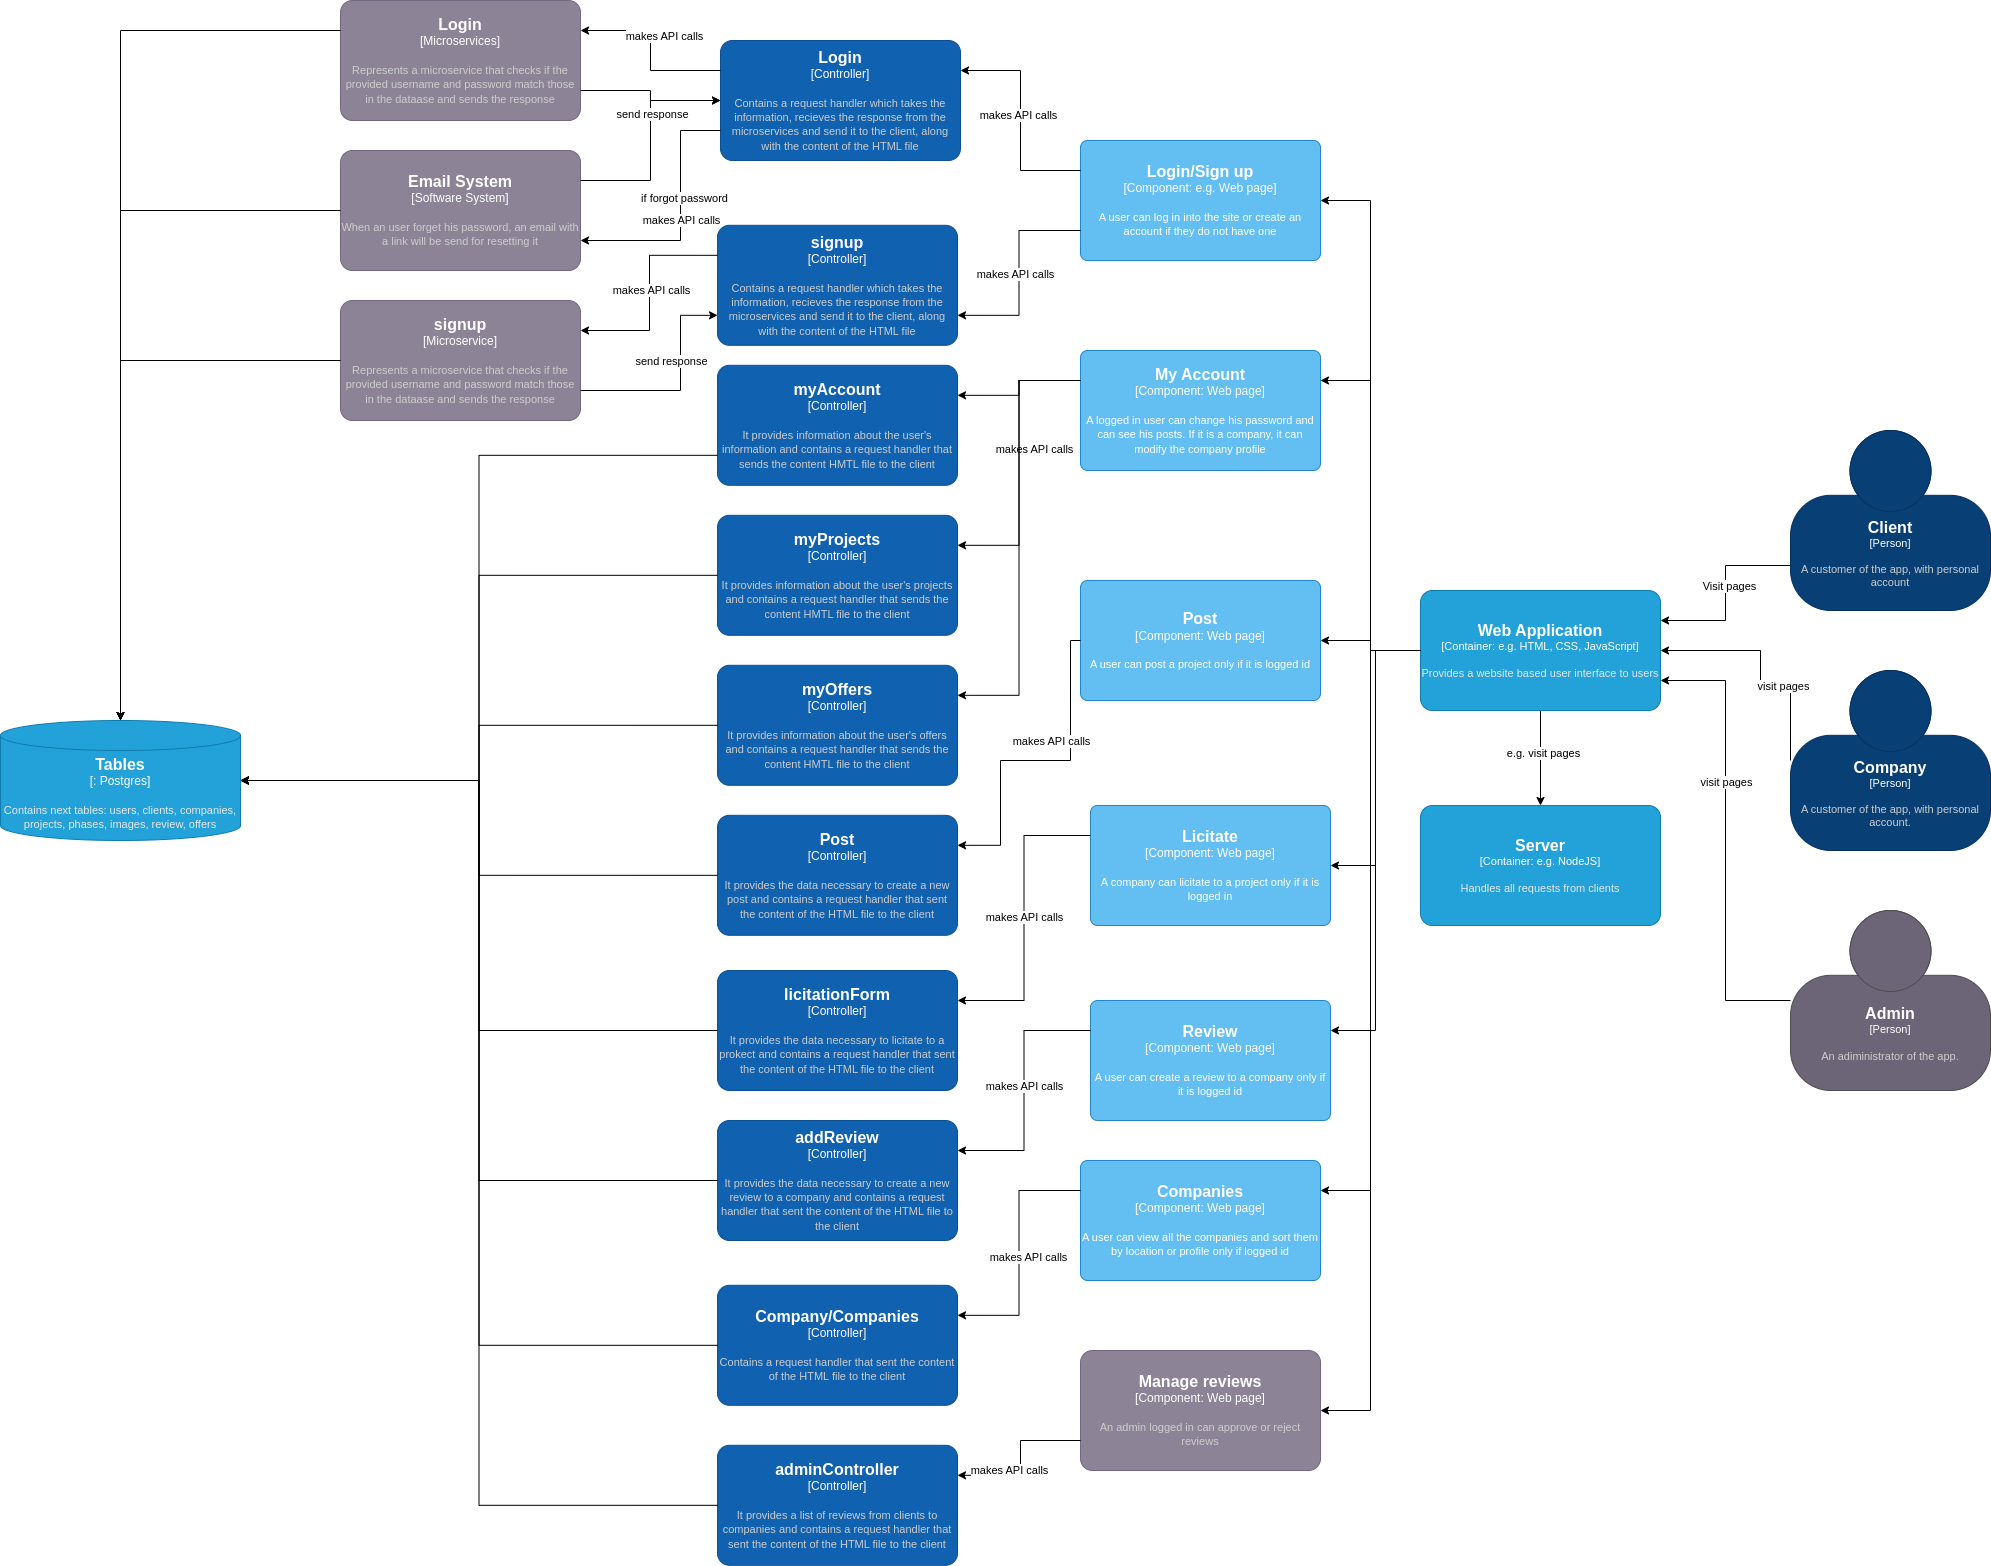 Login
[Microservices]
Represents a microservice that checks if the
provided username and password match those
in the dataase and sends the response
makes API calls
send response
Login
[Controller]
Contains a request handler which takes the
information, recieves the response from the
microservices and send it to the client, along
with the content of the HTML file
makes API calls
Email System
[Software System]
When an user forget his password, an email with
a link will be send for resetting it
if forgot password
makes API calls
Login/Sign up
[Component: e.g. Web page]
A user can log in into the site or create an
account if they do not have one
signup
[Controller]
Contains a request handler which takes the
information, recieves the response from the
microservices and send it to the client, along
with the content of the HTML file
makes API calls
makes API calls
signup
[Microservice]
Represents a microservice that checks if the
provided username and password match those
in the dataase and sends the response
send response
myAccount
[Controller]
It provides information about the user's
information and contains a request handler that
sends the content HMTL file to the client
My Account
[Component: Web page]
A logged in user can change his password and
can see his posts. If it is a company, it can
modify the company profile
makes API calls
myProjects
[Controller]
It provides information about the user's projects
and contains a request handler that sends the
content HMTL file to the client
Client
[Person]
A customer of the app, with personal
account
Visit pages
Post
[Component: Web page]
A user can post a project only if it is logged id
Web Application
[Container: e.g. HTML, CSS, JavaScript]
Provides a website based user interface to users
myOffers
[Controller]
It provides information about the user's offers
and contains a request handler that sends the
content HMTL file to the client
visit pages
makes API calls
e.g. visit pages
visit pages
Company
[Person]
A customer of the app, with personal
account.
Tables
[: Postgres]
Contains next tables: users, clients, companies,
projects, phases, images, review, offers
Post
[Controller]
It provides the data necessary to create a new
post and contains a request handler that sent
the content of the HTML file to the client
Licitate
[Component: Web page]
A company can licitate to a project only if it is
logged in
Server
[Container: e.g. NodeJS]
Handles all requests from clients
makes API calls
licitationForm
[Controller]
It provides the data necessary to licitate to a
prokect and contains a request handler that sent
the content of the HTML file to the client
Review
[Component: Web page]
A user can create a review to a company only if
it is logged id
Admin
[Person]
An adiministrator of the app.
makes API calls
addReview
[Controller]
It provides the data necessary to create a new
review to a company and contains a request
handler that sent the content of the HTML file to
the client
Companies
[Component: Web page]
A user can view all the companies and sort them
by location or profile only if logged id
makes API calls
Company/Companies
[Controller]
Contains a request handler that sent the content
of the HTML file to the client
Manage reviews
[Component: Web page]
An admin logged in can approve or reject
reviews
makes API calls
adminController
[Controller]
It provides a list of reviews from clients to
companies and contains a request handler that
sent the content of the HTML file to the client